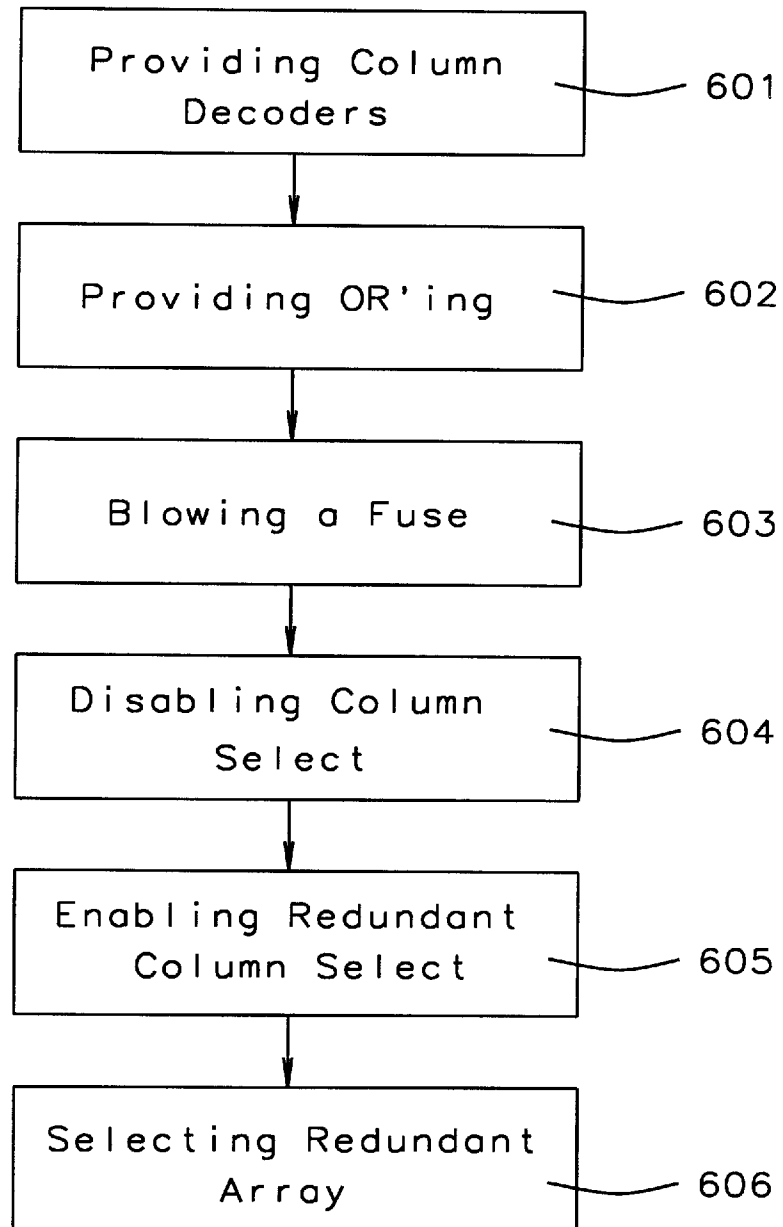 Providing Column
Decoders
601
Providing OR'ing
602
Blowing a Fuse
603
Disabling Column
Select
604
Enabling Redundant
Column Select
605
Selecting Redundant
Array
606